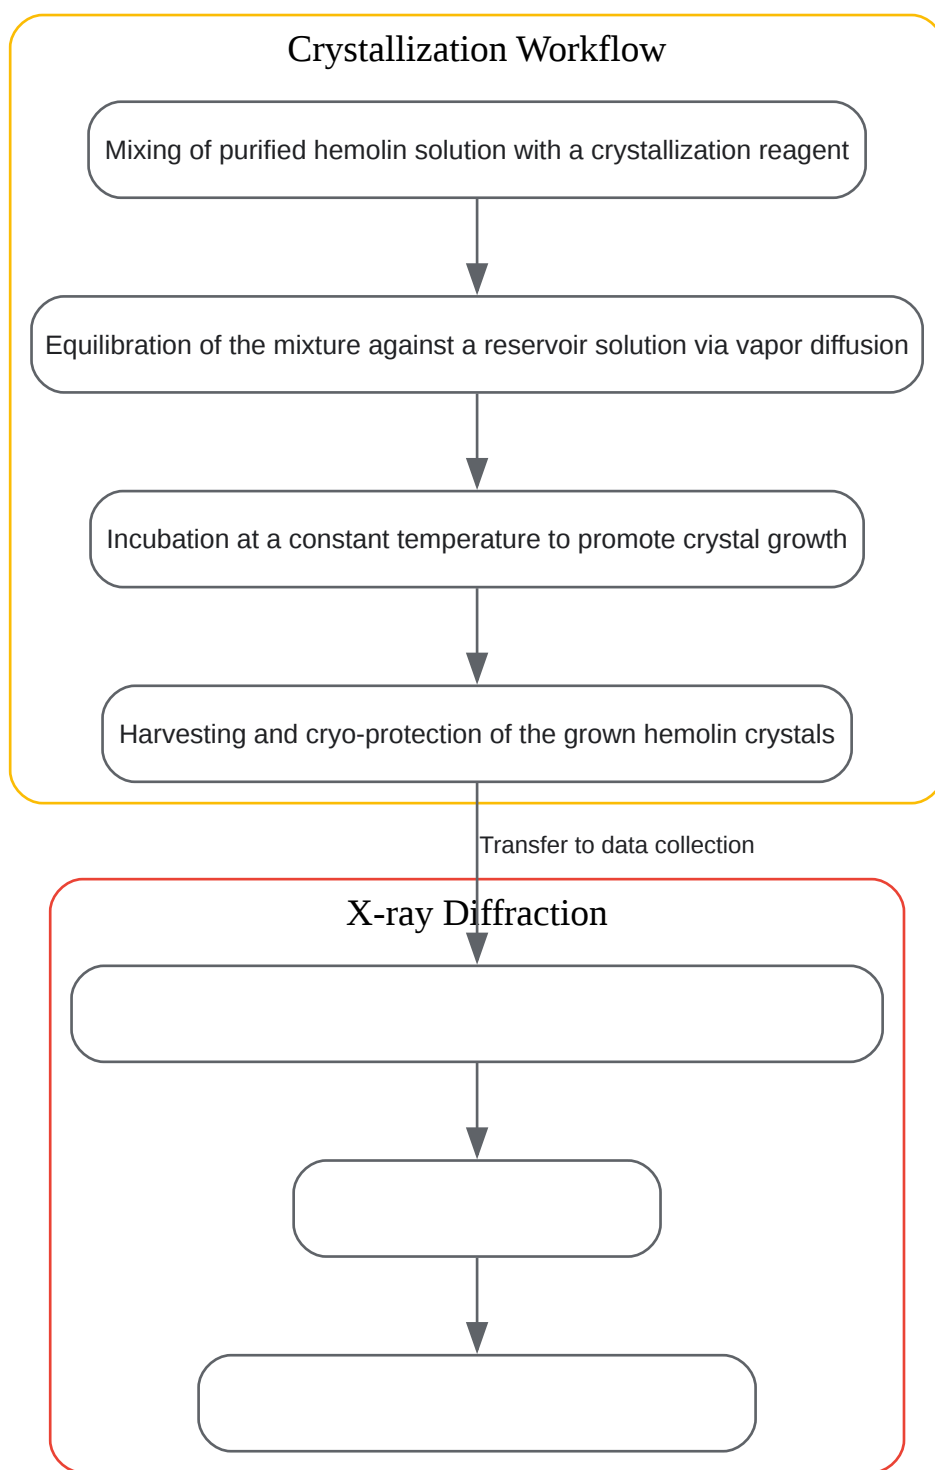 Crystallization Workflow
Mixing of purified hemolin solution with a crystallization reagent
Equilibration of the mixture against a reservoir solution via vapor diffusion
Incubation at a constant temperature to promote crystal growth
Harvesting and cryo-protection of the grown hemolin crystals
Transfer to data collection
X-ray Diffraction